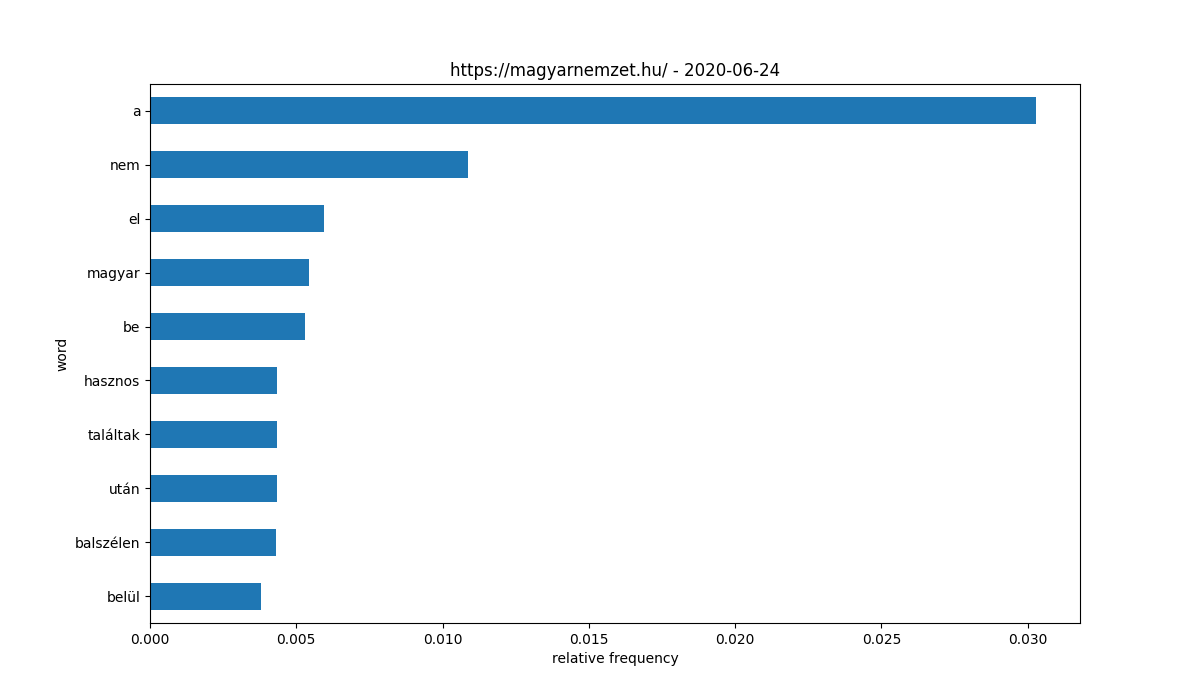 https://magyarnemzet.hu/ - 2020-06-24
a
nem
el
magyar
be
hasznos
találtak
után
balszélen
belül
word
0.000 0.005 0.010 0.015 0.020 0.025 0.030
relative frequency